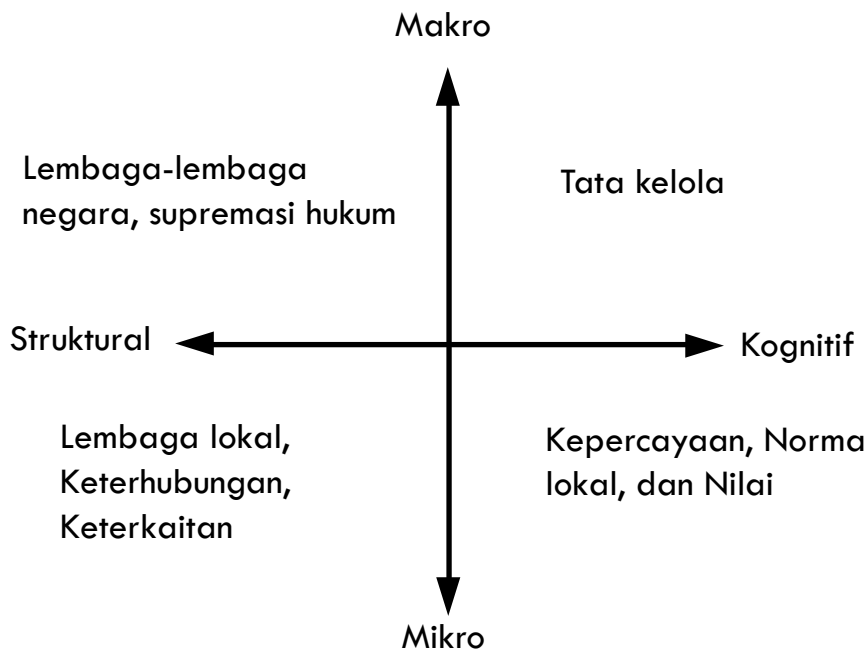 Makro
Lembaga-lembaga
negara, supremasi hukum
Tata kelola
Struktural
Kognitif
Lembaga lokal,
Keterhubungan,
Keterkaitan
Kepercayaan, Norma
lokal, dan Nilai
Mikro